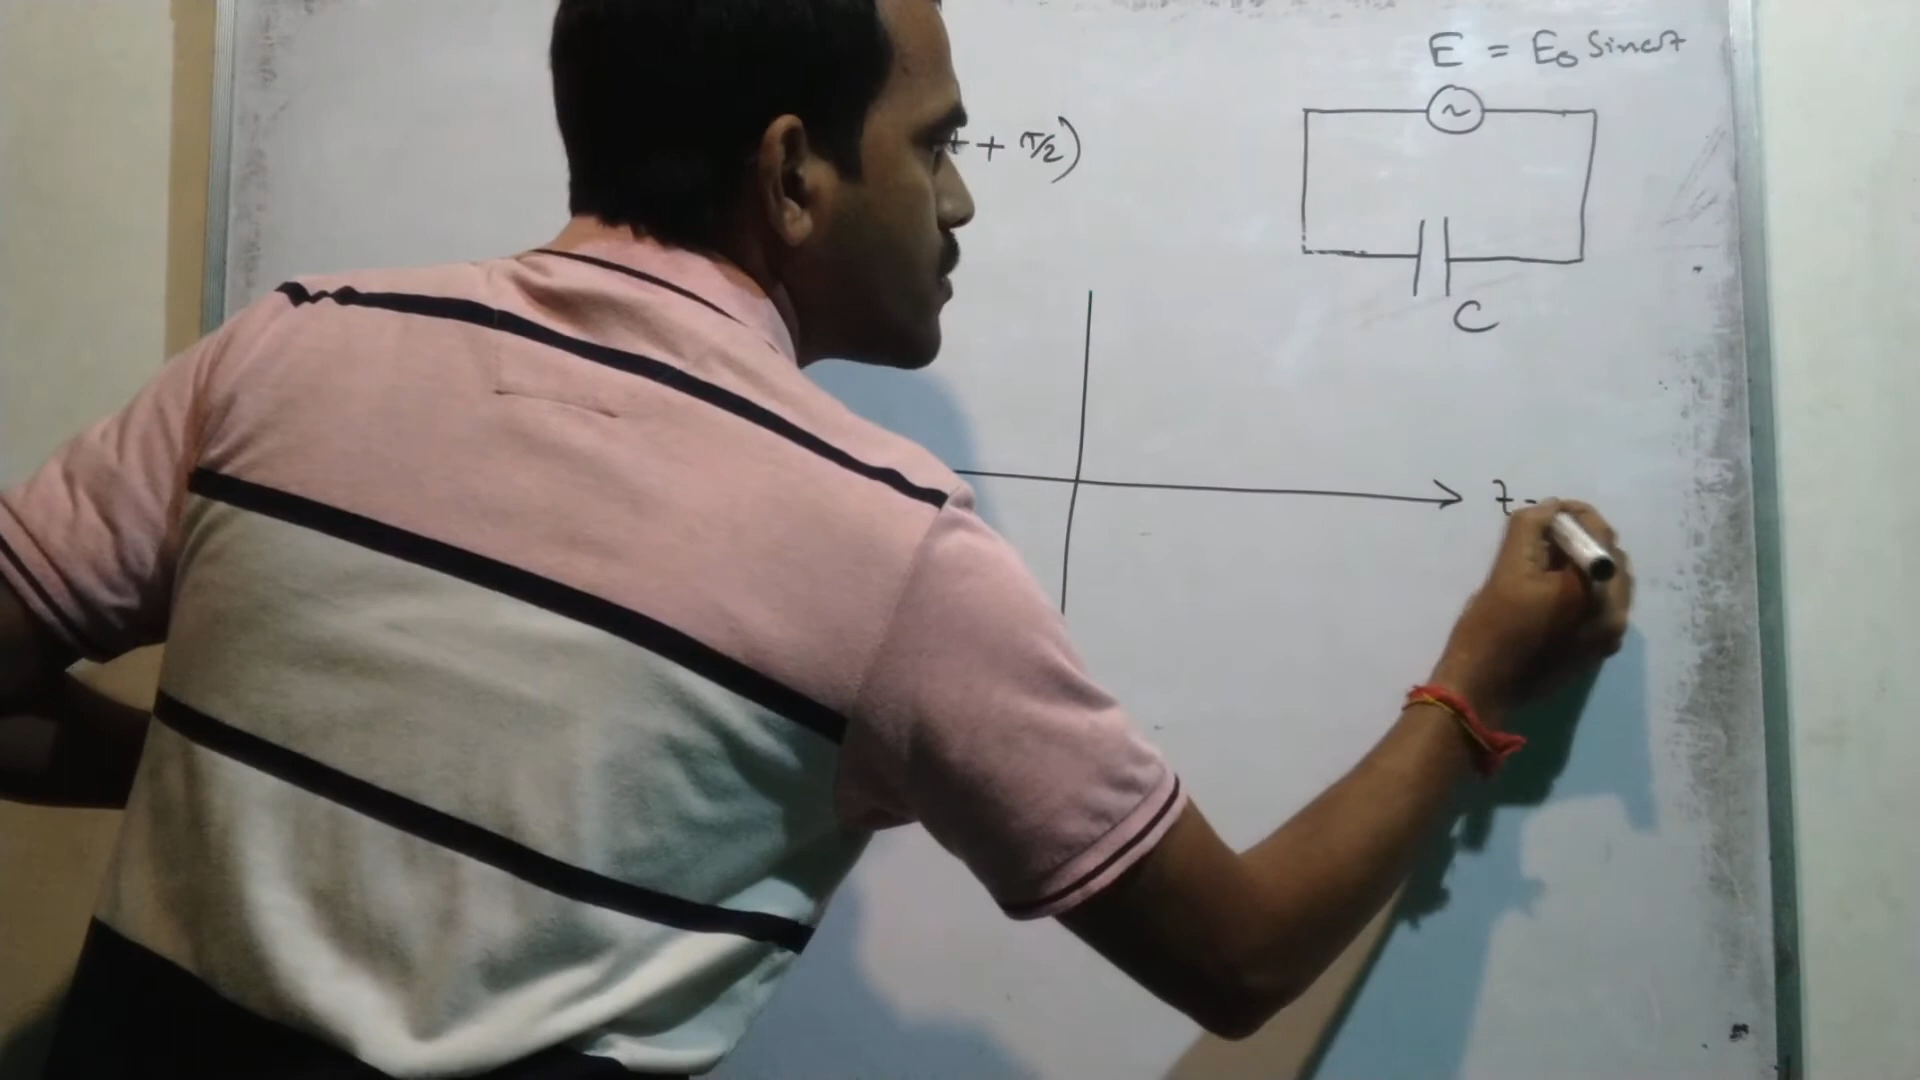 E = E₀ Sinωt
t + π/2)
C
t